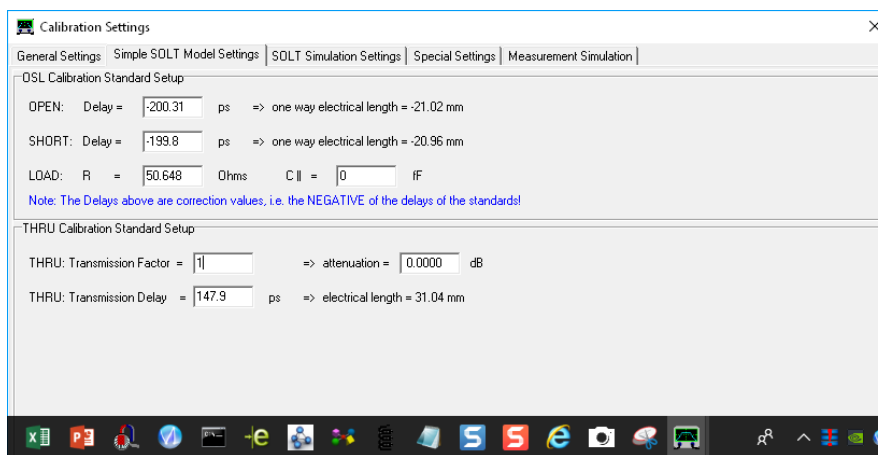 Calibration Settings
General Settings Simple SOLT Model Settings SOLT Simulation Settings Special Settings Measurement Simulation
OSL Calibration Standard Setup
OPEN: Delay = -200.31 ps => one way electrical length = -21.02 mm
SHORT: Delay = -199.8 ps => one way electrical length = -20.96 mm
LOAD: R = 50.648 Ohms C || = 0 fF
Note: The Delays above are correction values, i.e. the NEGATIVE of the delays of the standards!
THRU Calibration Standard Setup
THRU: Transmission Factor = 1 => attenuation = 0.0000 dB
THRU: Transmission Delay = 147.9 ps => electrical length = 31.04 mm